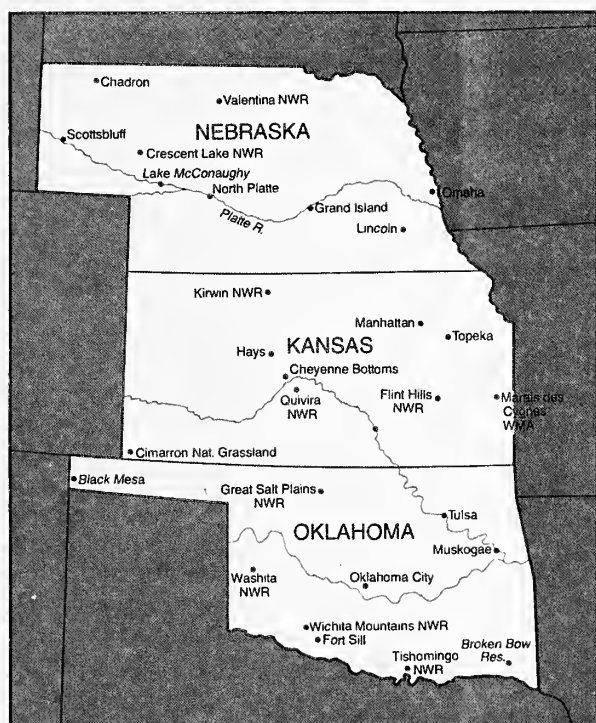 Chadron
Valentina NWR
NEBRASKA
Scottsbluff
Crescent Lake NWR
Lake McConaughy
North Platte
Omaha
Platte R.
Grand Island
Lincoln
Kirwin NWR
Manhattan
Topeka
Hays
KANSAS
Cheyenne Bottoms
Quivira
NWR
Flint Hills
NWR
Marais des
Cygnes
WMA
Cimarron Nat. Grassland
Black Mesa
Great Salt Plains
NWR
Tulsa
OKLAHOMA
Muskogae
Washita
NWR
Oklahoma City
Wichita Mountains NWR
Fort Sill
Broken Bow
Res.
Tishomingo
NWR